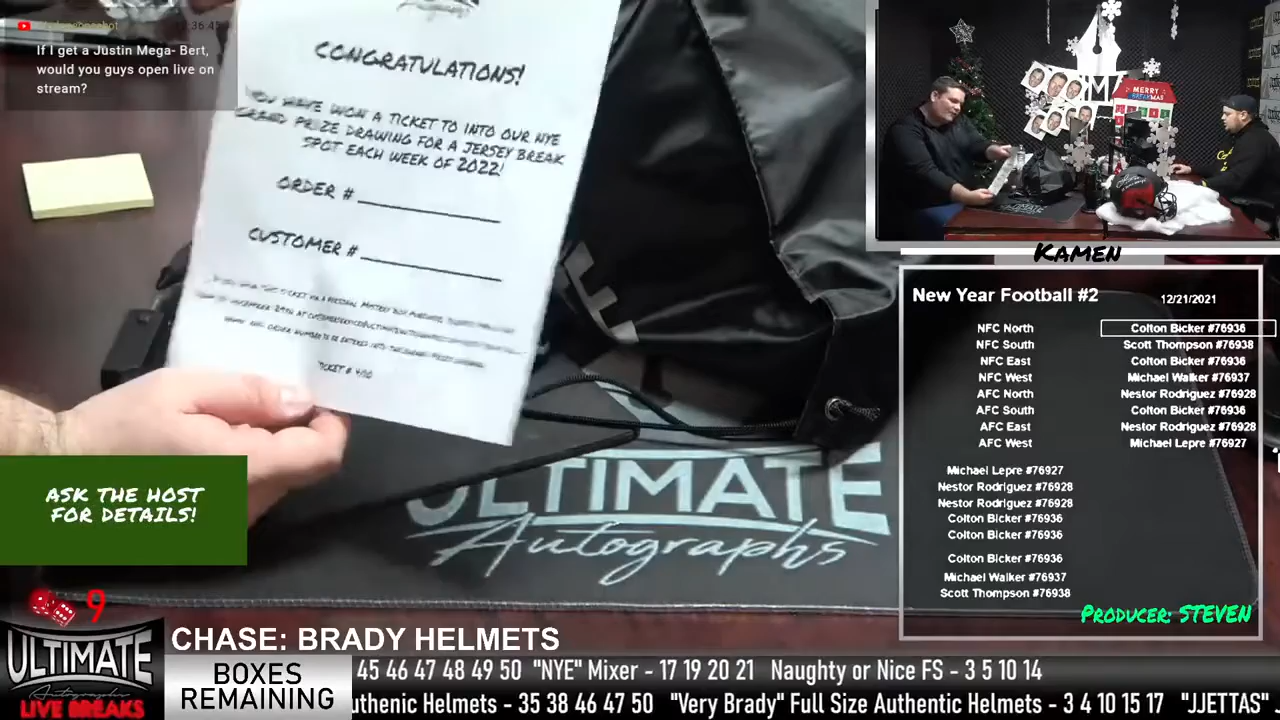 36:45
If I get a Justin Mega- Bert,
would you guys open live on
stream?
CONGRATULATIONS!
YOU HAVE WON A TICKET TO INTO OUR NYE
GRAND PRIZE DRAWING FOR A JERSEY BREAK
SPOT EACH WEEK OF 2022!
ORDER #
CUSTOMER #
TICKET # 4/10
ULTIMATE
Autographs
ASK THE HOST
FOR DETAILS!
MERRY
BREAKMAS
KAMEN
New Year Football #2
12/21/2021
NFC North Colton Bicker #76936
NFC South Scott Thompson #76938
NFC East Colton Bicker #76936
NFC West Michael Walker #76937
AFC North Nestor Rodriguez #76928
AFC South Colton Bicker #76936
AFC East Nestor Rodriguez #76928
AFC West Michael Lepre #76927
Michael Lepre #76927
Nestor Rodriguez #76928
Nestor Rodriguez #76928
Colton Bicker #76936
Colton Bicker #76936
Colton Bicker #76936
Michael Walker #76937
Scott Thompson #76938
PRODUCER: STEVEN
9
ULTIMATE
Autographs
LIVE BREAKS
CHASE: BRADY HELMETS
BOXES
REMAINING
45 46 47 48 49 50 "NYE" Mixer - 17 19 20 21 Naughty or Nice FS - 3 5 10 14
uthentic Helmets - 35 38 46 47 50 "Very Brady" Full Size Authentic Helmets - 3 4 10 15 17 "JJETTAS"